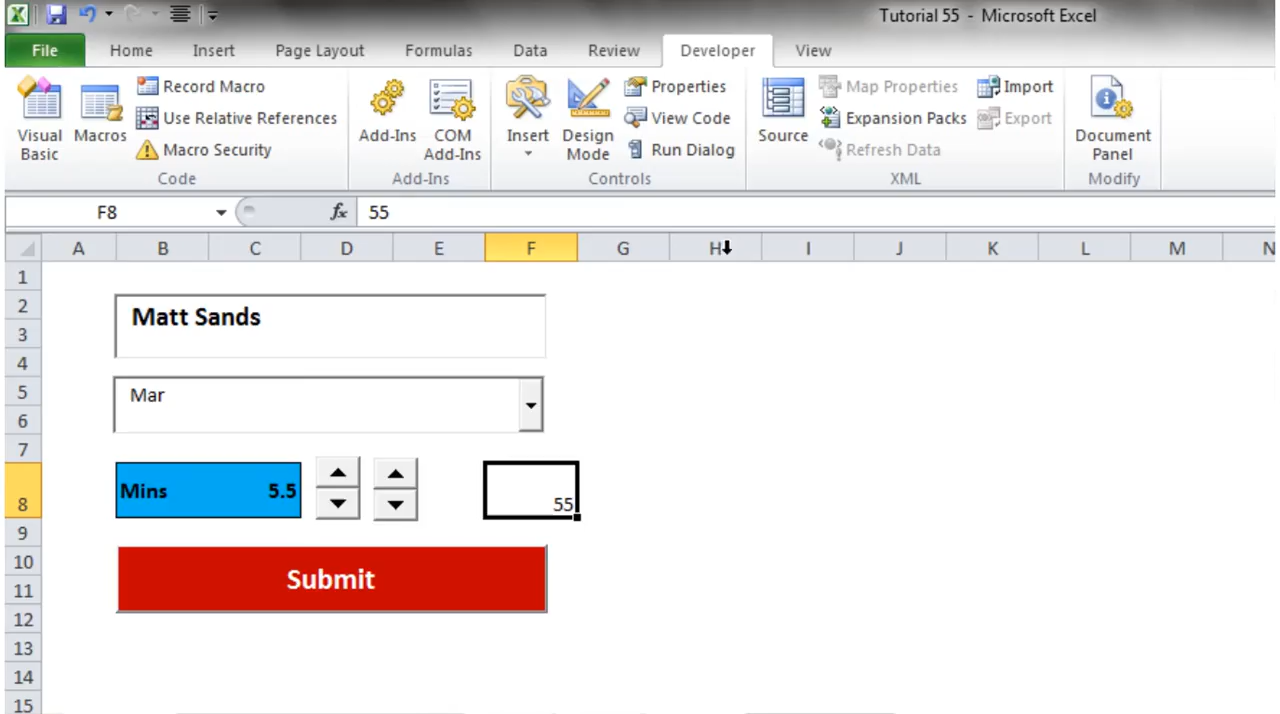 Tutorial 55 - Microsoft Excel
File Home Insert Page Layout Formulas Data Review Developer View
Visual Basic
Macros
Record Macro
Use Relative References
Macro Security
Code
Add-Ins
COM Add-Ins
Add-Ins
Insert
Design Mode
Properties
View Code
Run Dialog
Controls
Source
Map Properties
Expansion Packs
Refresh Data
Import
Export
XML
Document Panel
Modify
F8 fx 55
A B C D E F G H I J K L M N
1
2
Matt Sands
3
4
5
Mar
6
7
8
Mins 5.5
55
9
10
Submit
11
12
13
14
15